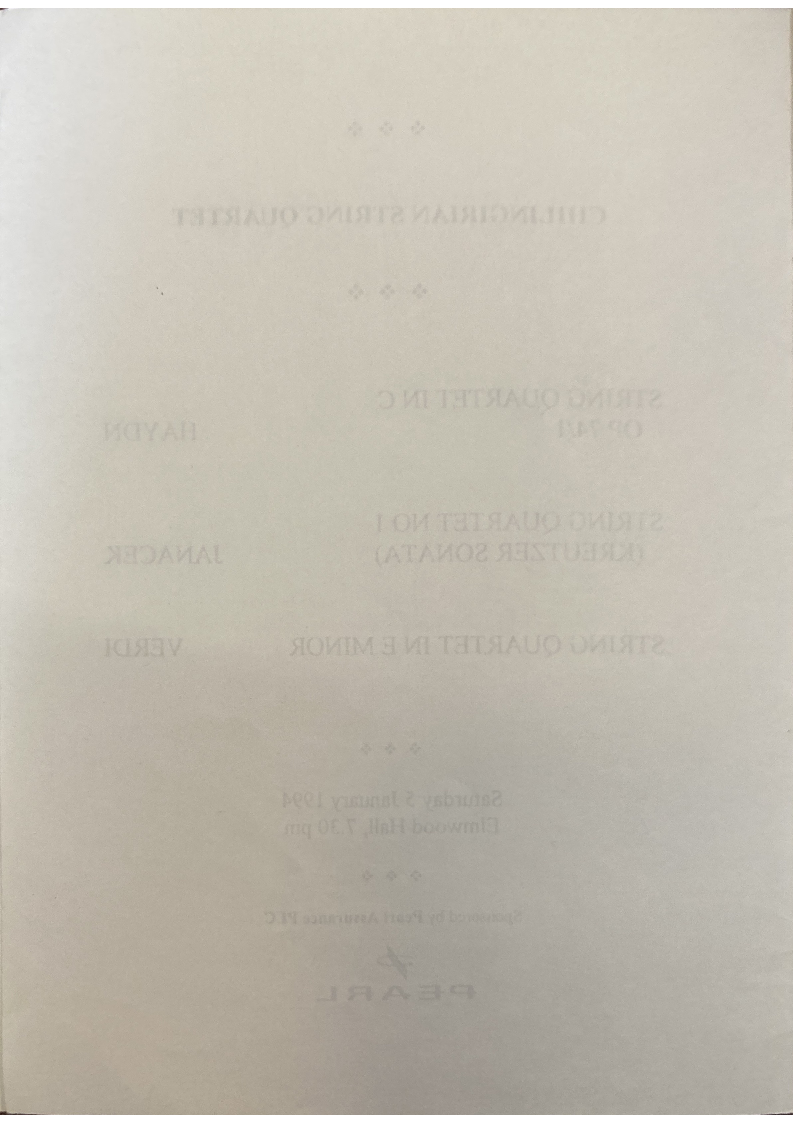 CHILINGIRIAN STRING QUARTET
STRING QUARTET IN C
OP 74/1 HAYDN
STRING QUARTET NO 1
(KREUTZER SONATA) JANACEK
STRING QUARTET IN E MINOR VERDI
Saturday 5 January 1994
Elmwood Hall, 7.30 pm
Sponsored by Pearl Assurance PLC
PEARL